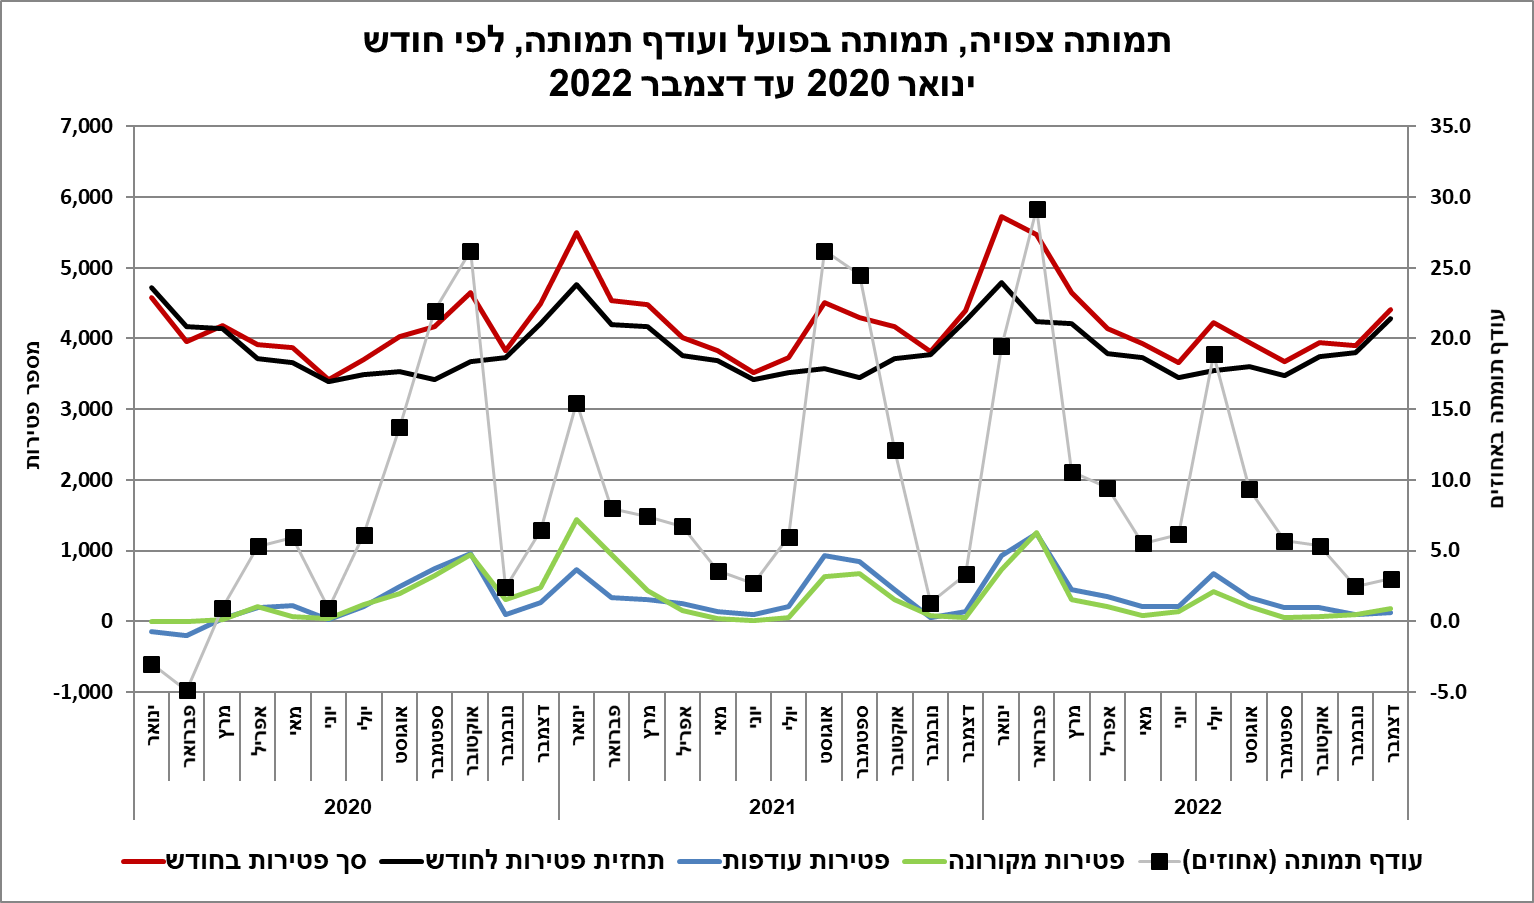 תמותה צפויה, תמותה בפועל ועודף תמותה, לפי חודש
ינואר 2020 עד דצמבר 2022
מספר פטירות
7,000
6,000
5,000
4,000
3,000
2,000
1,000
0
-1,000
35.0
30.0
25.0
20.0
15.0
10.0
5.0
0.0
-5.0
עודף תומתה באחוזים
ינואר
פברואר
מרץ
אפריל
מאי
יוני
יולי
אוגוסט
ספטמבר
אוקטובר
נובמבר
דצמבר
ינואר
פברואר
מרץ
אפריל
מאי
יוני
יולי
אוגוסט
ספטמבר
אוקטובר
נובמבר
דצמבר
ינואר
פברואר
מרץ
אפריל
מאי
יוני
יולי
אוגוסט
ספטמבר
אוקטובר
נובמבר
דצמבר
2020
2021
2022
סך פטירות בחודש
תחזית פטירות לחודש
פטירות עודפות
פטירות מקורונה
עודף תמותה (אחוזים)